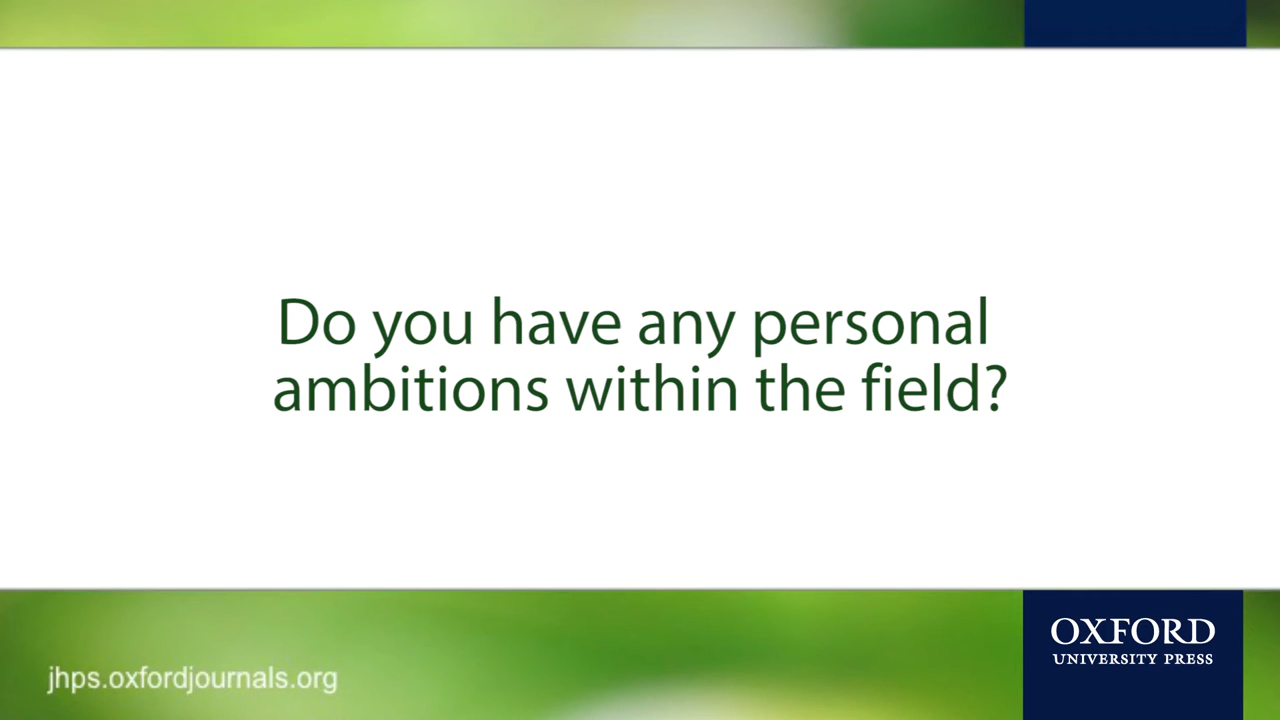 Do you have any personal
ambitions within the field?
OXFORD
UNIVERSITY PRESS
jhps.oxfordjournals.org